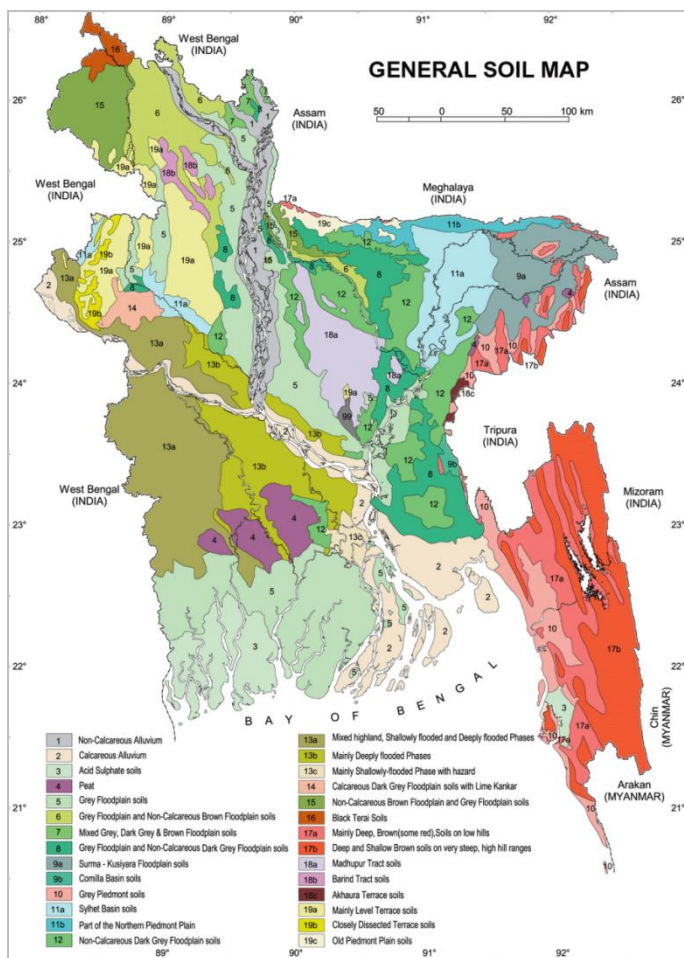 88°
89°
90°
91°
92°
West Bengal
(INDIA)
GENERAL SOIL MAP
50
0
50
100 km
26°
26°
Assam
(INDIA)
West Bengal
(INDIA)
Meghalaya
(INDIA)
25°
25°
Assam
(INDIA)
24°
24°
Tripura
(INDIA)
Mizoram
(INDIA)
West Bengal
(INDIA)
23°
23°
22°
22°
Chin
(MYANMAR)
BAY OF BENGAL
Arakan
(MYANMAR)
21°
21°
1 Non-Calcareous Alluvium
2 Calcareous Alluvium
3 Acid Sulphate soils
4 Peat
5 Grey Floodplain soils
6 Grey Floodplain and Non-Calcareous Brown Floodplain soils
7 Mixed Grey, Dark Grey & Brown Floodplain soils
8 Grey Floodplain and Non-Calcareous Dark Grey Floodplain soils
9a Surma - Kusiyara Floodplain soils
9b Comilla Basin soils
10 Grey Piedmont soils
11a Sylhet Basin soils
11b Part of the Northern Piedmont Plain
12 Non-Calcareous Dark Grey Floodplain soils
13a Mixed highland, Shallowly flooded and Deeply flooded Phases
13b Mainly Deeply flooded Phases
13c Mainly Shallowly-flooded Phase with hazard
14 Calcareous Dark Grey Floodplain soils with Lime Kankar
15 Non-Calcareous Brown Floodplain and Grey Floodplain soils
16 Black Terai Soils
17a Mainly Deep, Brown(some red),Soils on low hills
17b Deep and Shallow Brown soils on very steep, high hill ranges
18a Madhupur Tract soils
18b Barind Tract soils
18c Akhaura Terrace soils
19a Mainly Level Terrace soils
19b Closely Dissected Terrace soils
19c Old Piedmont Plain soils
89°
90°
91°
92°